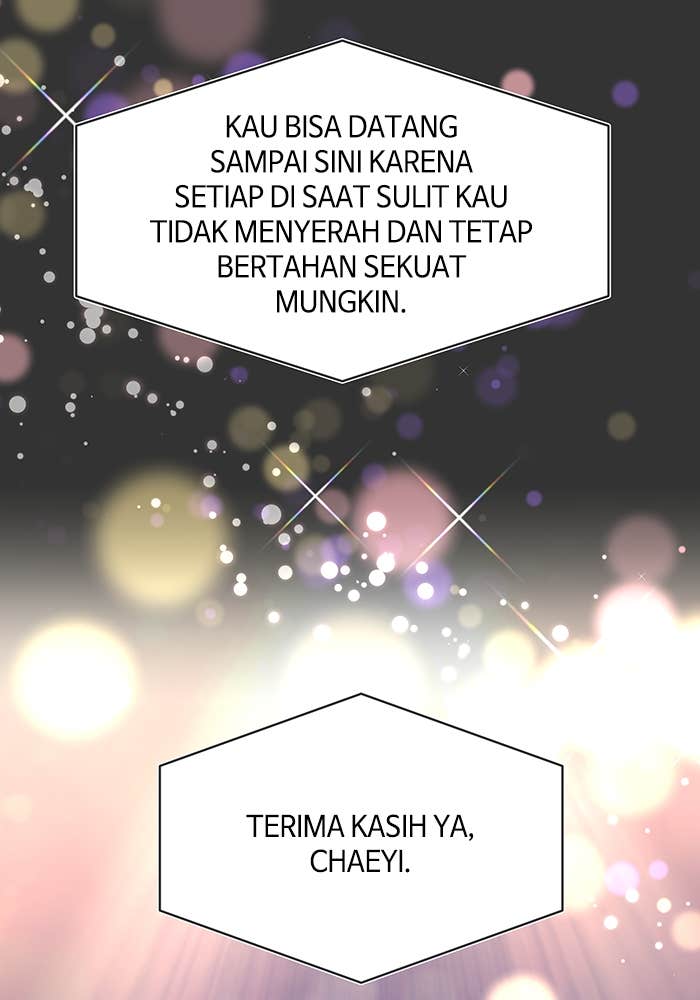 KAU BISA DATANG
SAMPAI SINI KARENA
SETIAP DI SAAT SULIT KAU
TIDAK MENYERAH DAN TETAP
BERTAHAN SEKUAT
MUNGKIN.
TERIMA KASIH YA,
CHAEYI.